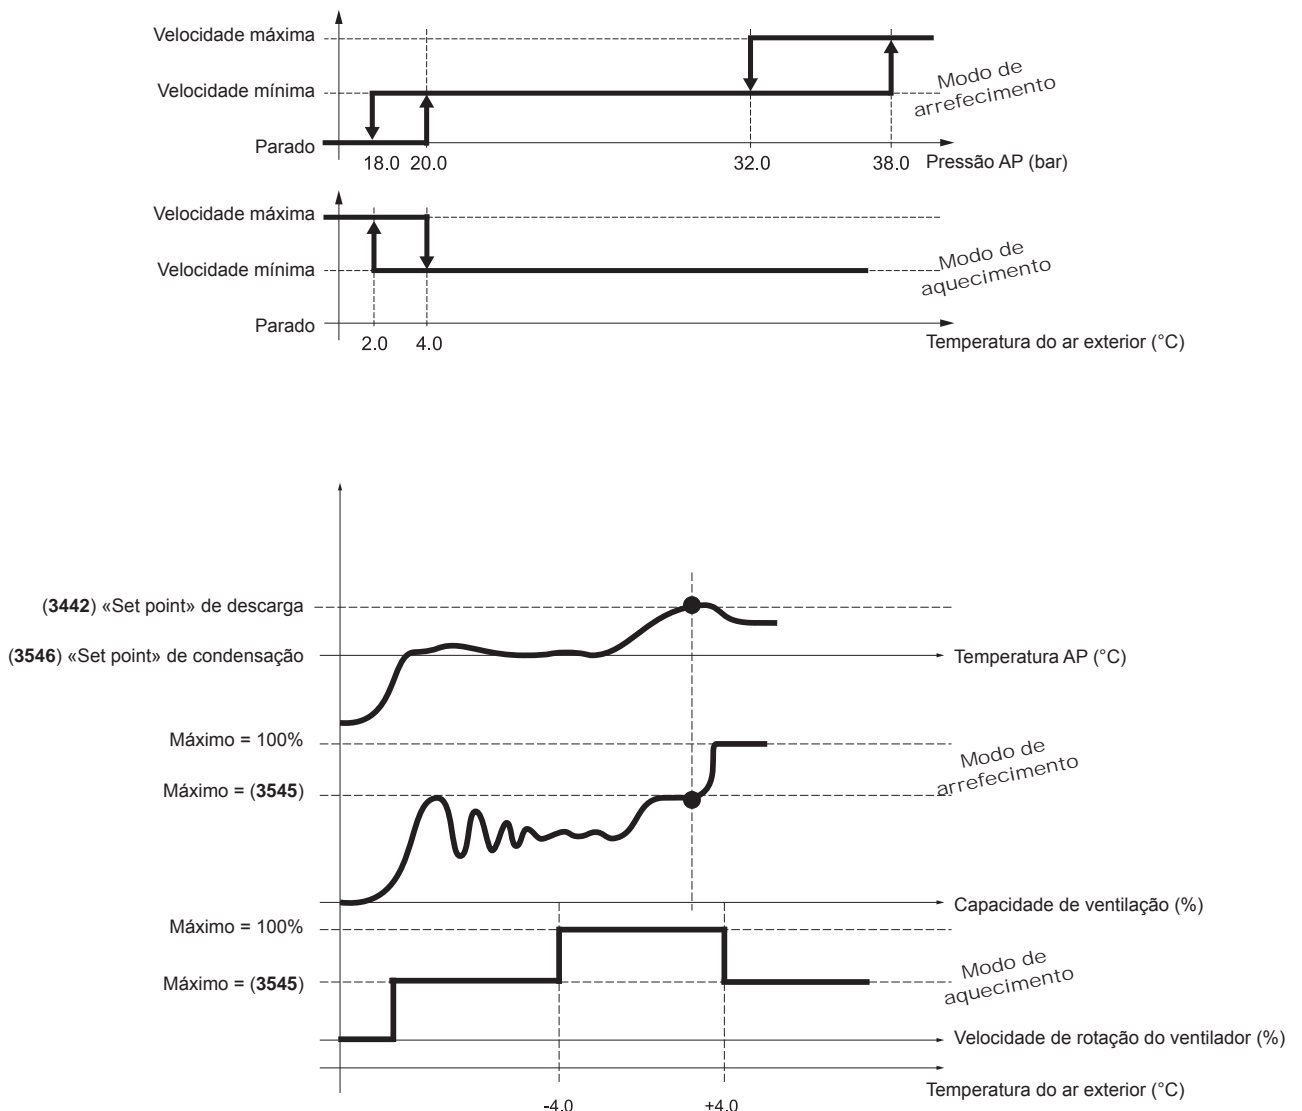 Velocidade máxima
Velocidade mínima
Modo de
arrefecimento
Parado
18.0 20.0 32.0 38.0 Pressão AP (bar)
Velocidade máxima
Velocidade mínima
Modo de
aquecimento
Parado
2.0 4.0 Temperatura do ar exterior (°C)
(3442) «Set point» de descarga
(3546) «Set point» de condensação Temperatura AP (°C)
Máximo = 100%
Modo de
arrefecimento
Máximo = (3545)
Capacidade de ventilação (%)
Máximo = 100%
Modo de
aquecimento
Máximo = (3545)
Velocidade de rotação do ventilador (%)
Temperatura do ar exterior (°C)
-4.0 +4.0